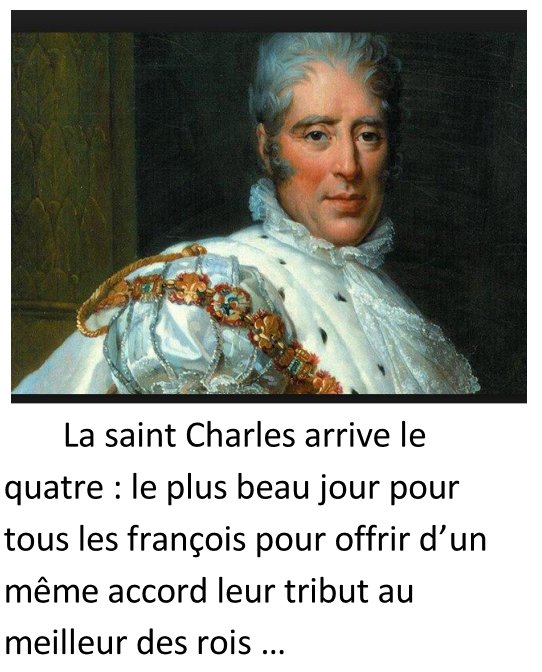 La saint Charles arrive le
quatre : le plus beau jour pour
tous les françois pour offrir d’un
même accord leur tribut au
meilleur des rois ...